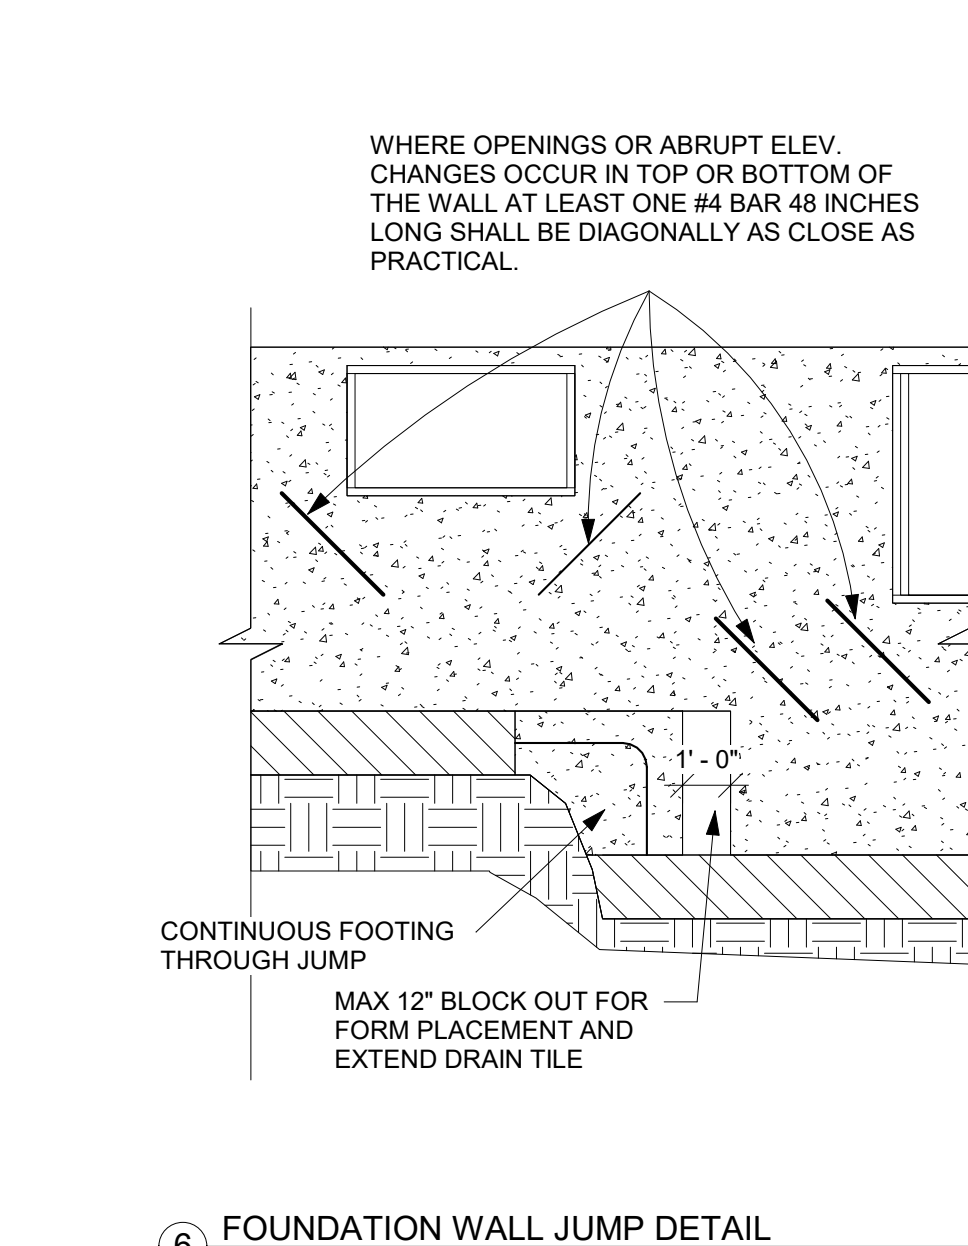 WHERE OPENINGS OR ABRUPT ELEV.
CHANGES OCCUR IN TOP OR BOTTOM OF
THE WALL AT LEAST ONE #4 BAR 48 INCHES
LONG SHALL BE DIAGONALLY AS CLOSE AS
PRACTICAL.
1' - 0"
CONTINUOUS FOOTING
THROUGH JUMP
MAX 12" BLOCK OUT FOR
FORM PLACEMENT AND
EXTEND DRAIN TILE
6 FOUNDATION WALL JUMP DETAIL